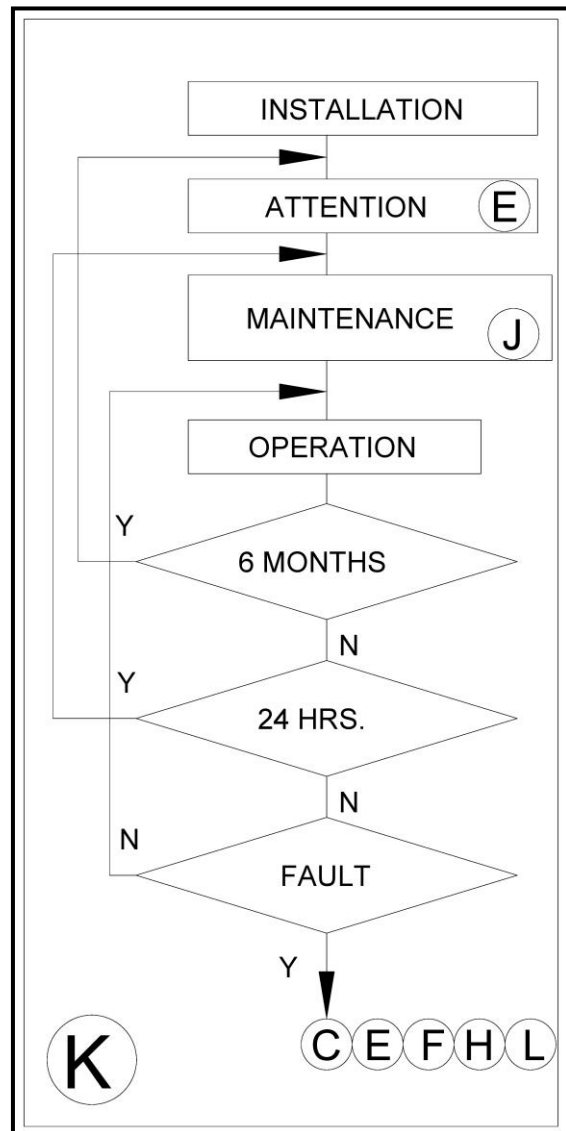 INSTALLATION
ATTENTION E
MAINTENANCE
J
OPERATION
Y
6 MONTHS
N
Y
24 HRS.
N
N
FAULT
Y
C E F H L
K